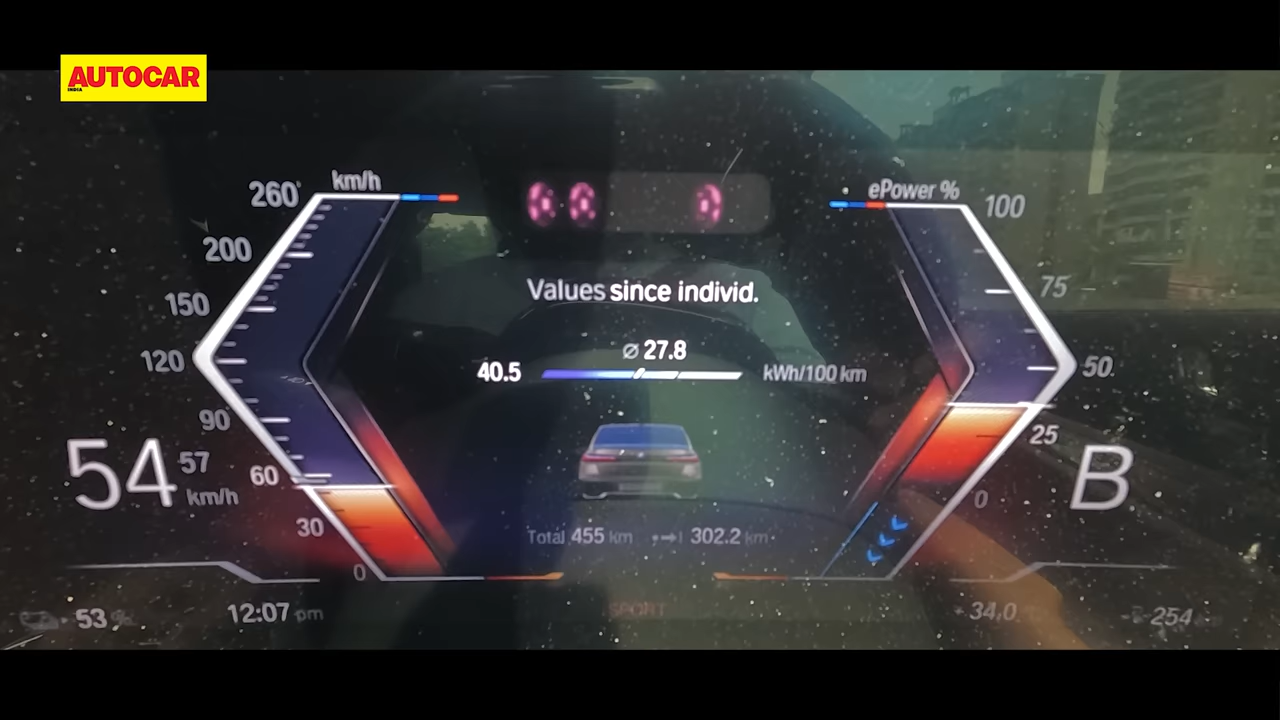 AUTOCAR
INDIA
km/h
260
200
150
120
90
60
30
0
54
57
km/h
Values since individ.
ø 27.8
40.5
kWh/100 km
Total 455 km
302.2 km
SPORT
ePower %
100
75
50
25
0
B
53 %
12:07 pm
34.0
254